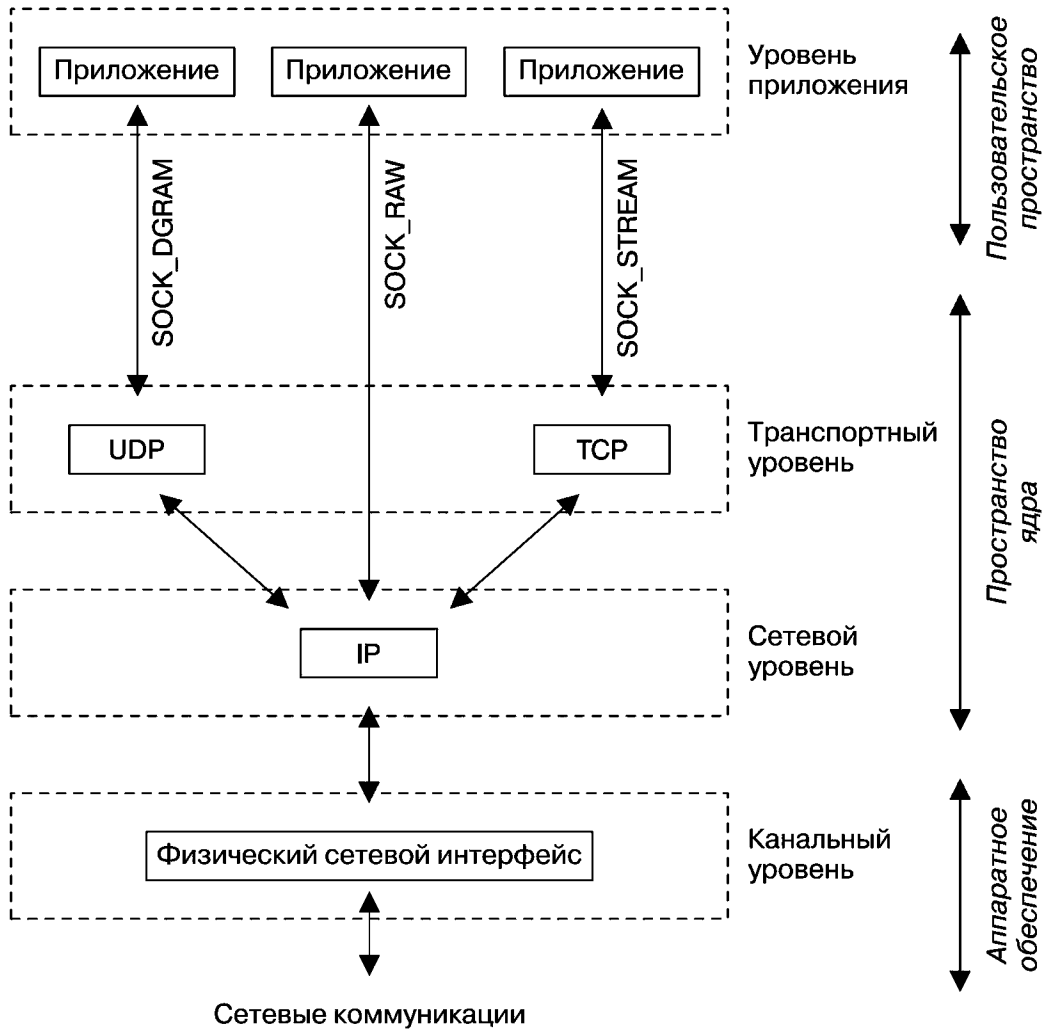 Приложение
Приложение
Приложение
Уровень
приложения
Пользовательское
пространство
SOCK_DGRAM
SOCK_RAW
SOCK_STREAM
UDP
TCP
Транспортный
уровень
Пространство
ядра
IP
Сетевой
уровень
Физический сетевой интерфейс
Канальный
уровень
Аппаратное
обеспечение
Сетевые коммуникации